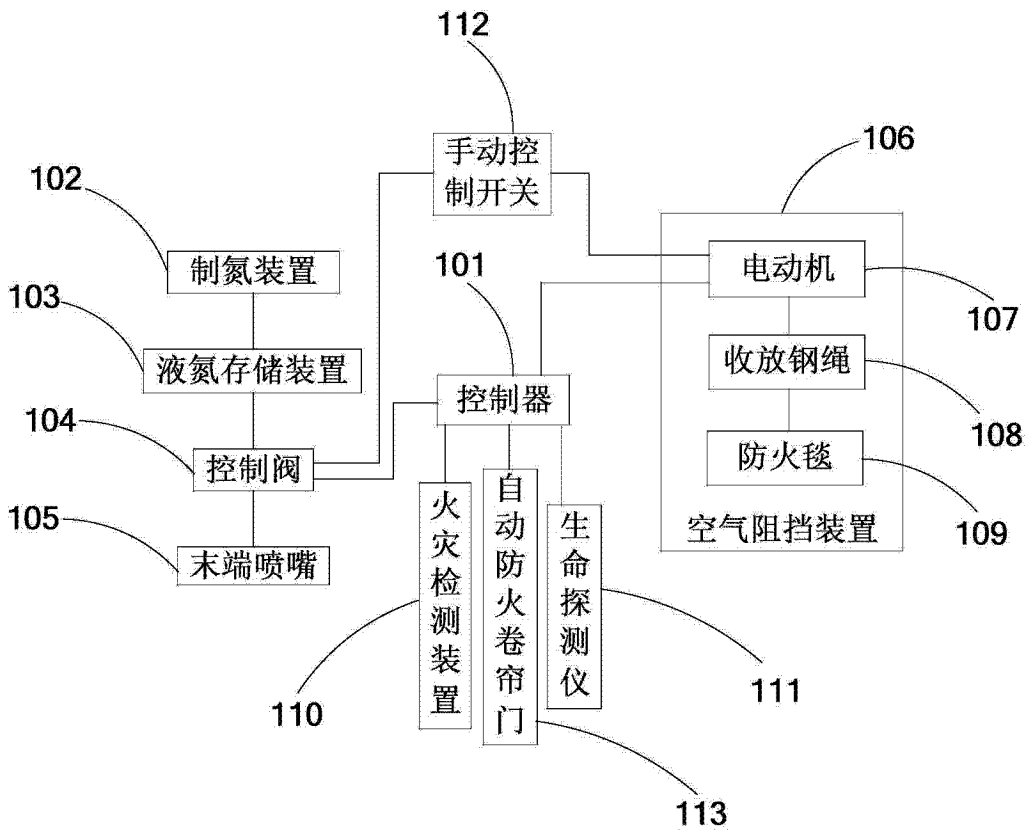 112
手动控
制开关
106
102
制氮装置
101
电动机
103
107
液氮存储装置
收放钢绳
控制器
104
108
控制阀
防火毯
105
末端喷嘴
火灾检测装置
自动防火卷帘门
生命探测仪
空气阻挡装置
109
110
111
113